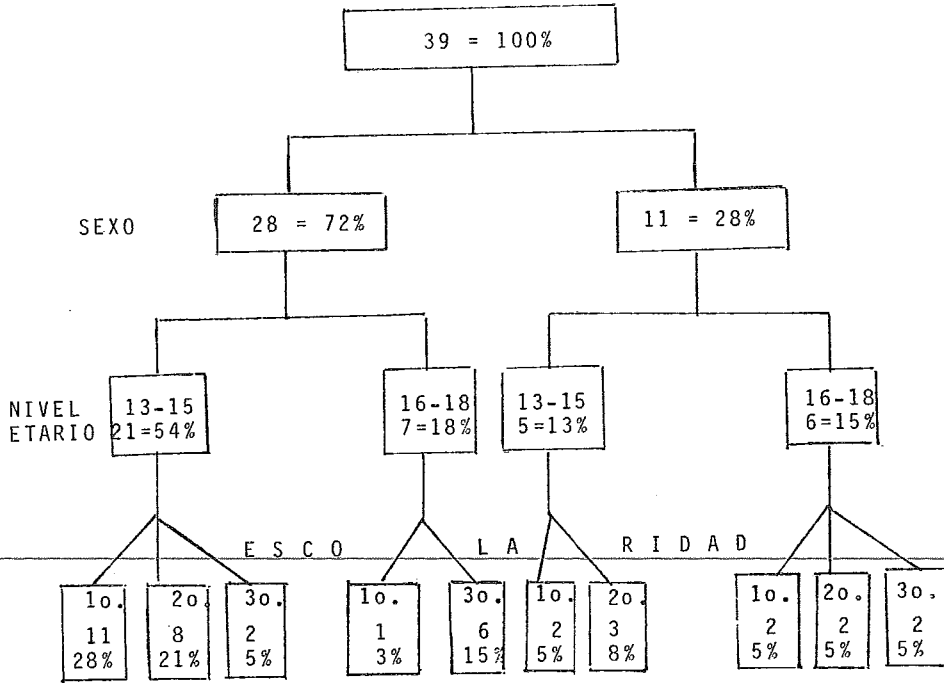 39 = 100%
SEXO
28 = 72%
11 = 28%
NIVEL
ETARIO
13-15
21=54%
16-18
7=18%
13-15
5=13%
16-18
6=15%
ESCOLARIDAD
1o.
11
28%
2o.
8
21%
3o.
2
5%
1o.
1
3%
3o.
6
15%
1o.
2
5%
2o.
3
8%
1o.
2
5%
2o.
2
5%
3o.
2
5%